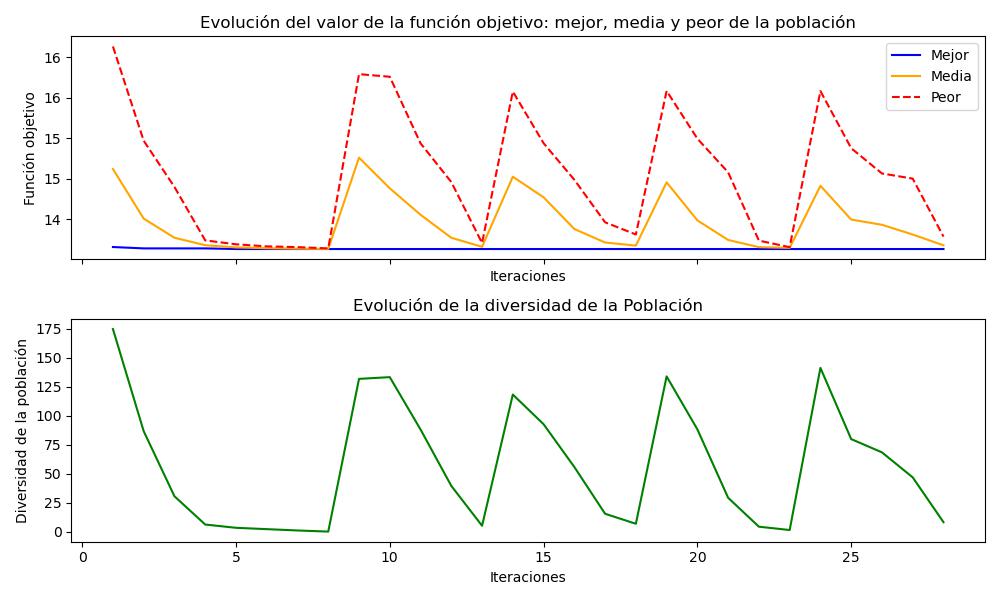 Evolución del valor de la función objetivo: mejor, media y peor de la población
Función objetivo
16
16
15
15
14
Mejor
Media
Peor
Iteraciones
Evolución de la diversidad de la Población
Diversidad de la población
175
150
125
100
75
50
25
0
0 5 10 15 20 25
Iteraciones